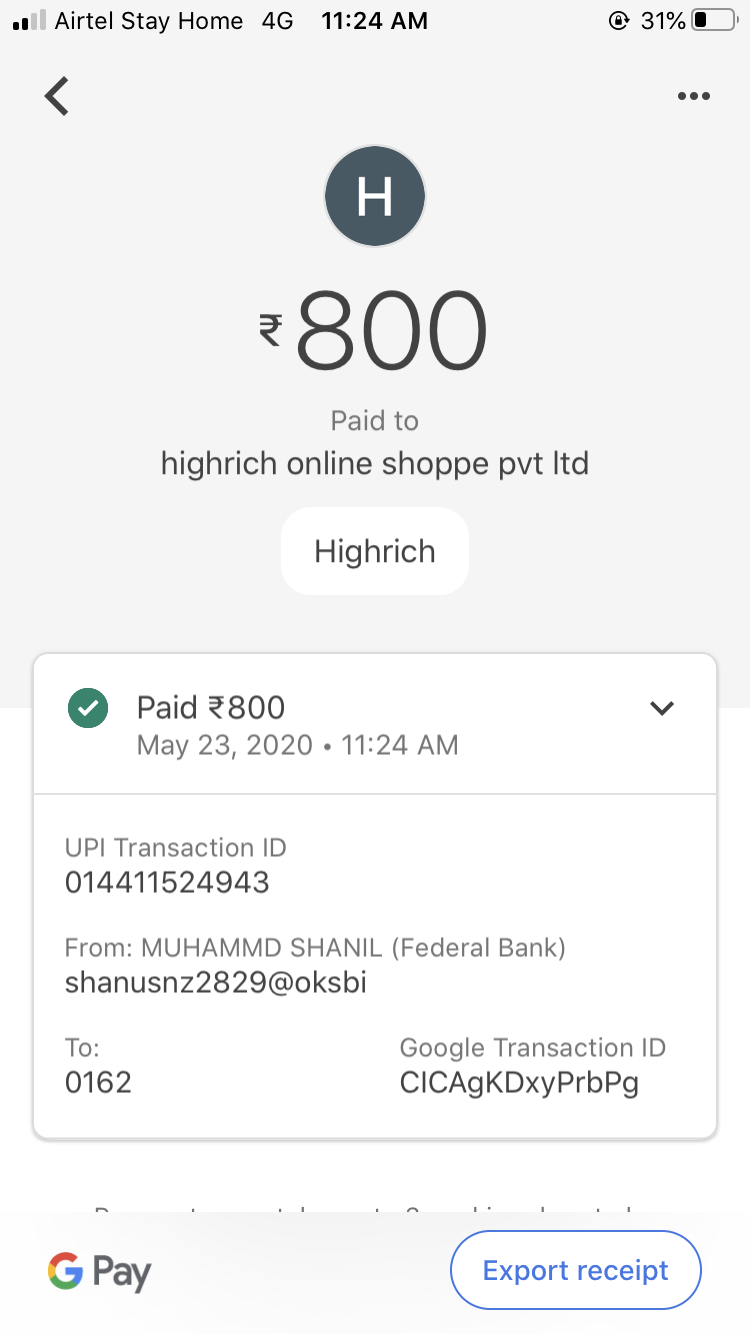 Airtel Stay Home 4G 11:24 AM 31%
H
₹800
Paid to
highrich online shoppe pvt ltd
Highrich
Paid ₹800
May 23, 2020 • 11:24 AM
UPI Transaction ID
014411524943
From: MUHAMMD SHANIL (Federal Bank)
shanusnz2829@oksbi
To:
0162
Google Transaction ID
CICAgKDxyPrbPg
G Pay
Export receipt